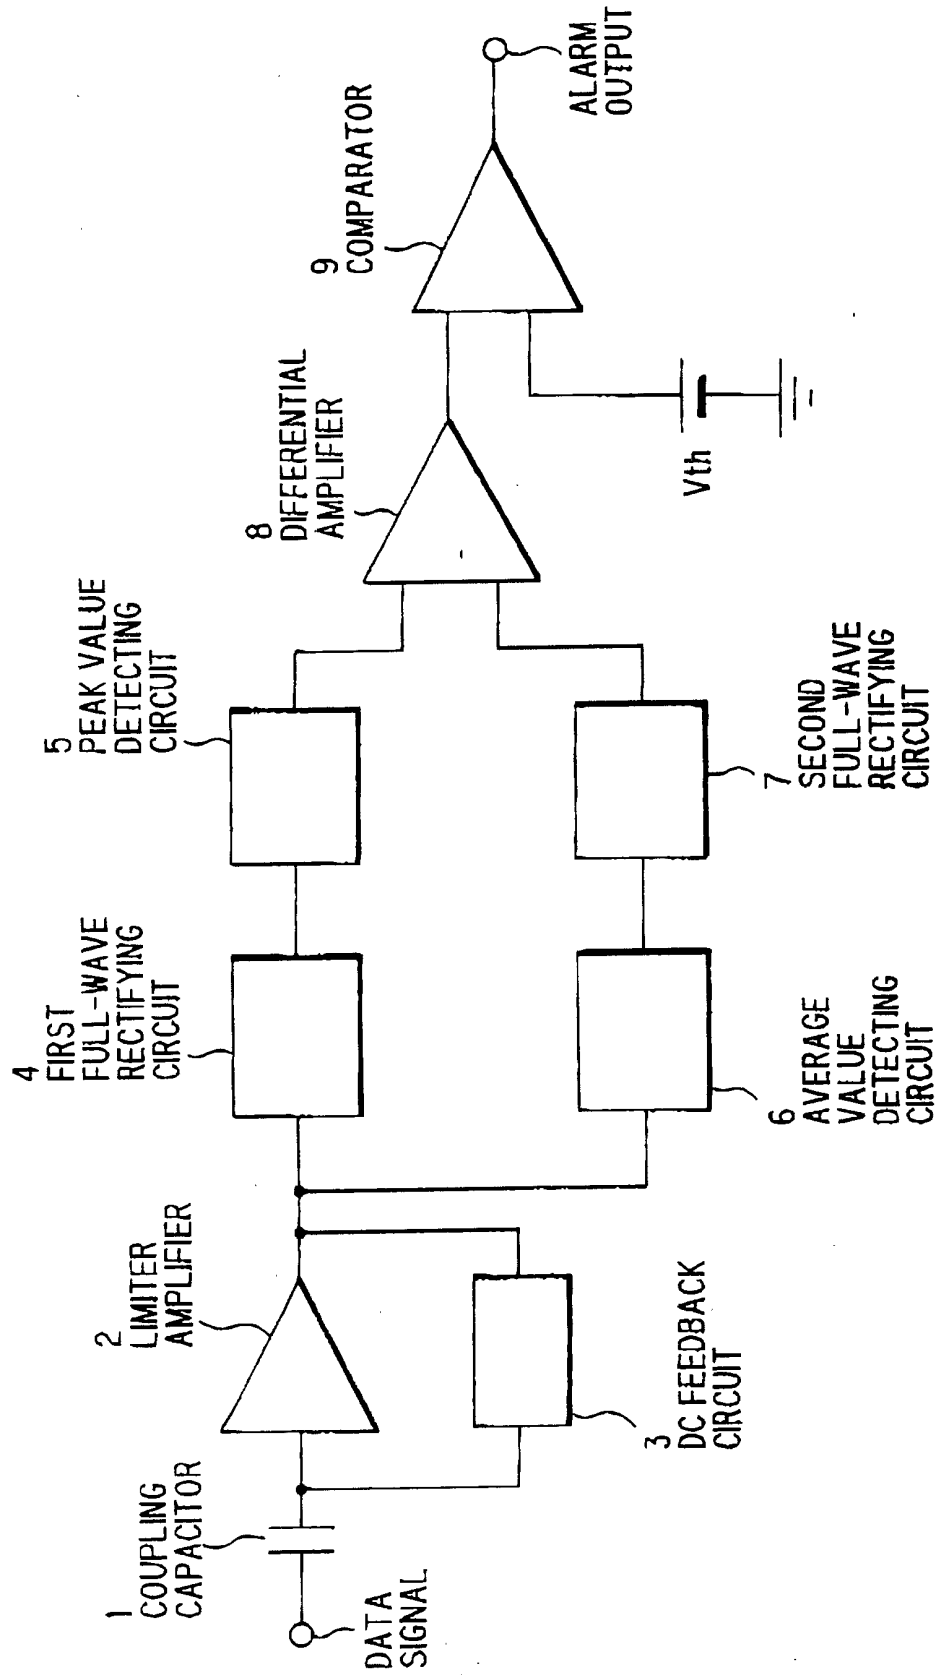 DATA
SIGNAL
1
COUPLING
CAPACITOR
2
LIMITER
AMPLIFIER
3
DC FEEDBACK
CIRCUIT
4
FIRST
FULL-WAVE
RECTIFYING
CIRCUIT
5
PEAK VALUE
DETECTING
CIRCUIT
6
AVERAGE
VALUE
DETECTING
CIRCUIT
7
SECOND
FULL-WAVE
RECTIFYING
CIRCUIT
8
DIFFERENTIAL
AMPLIFIER
Vth
9
COMPARATOR
ALARM
OUTPUT